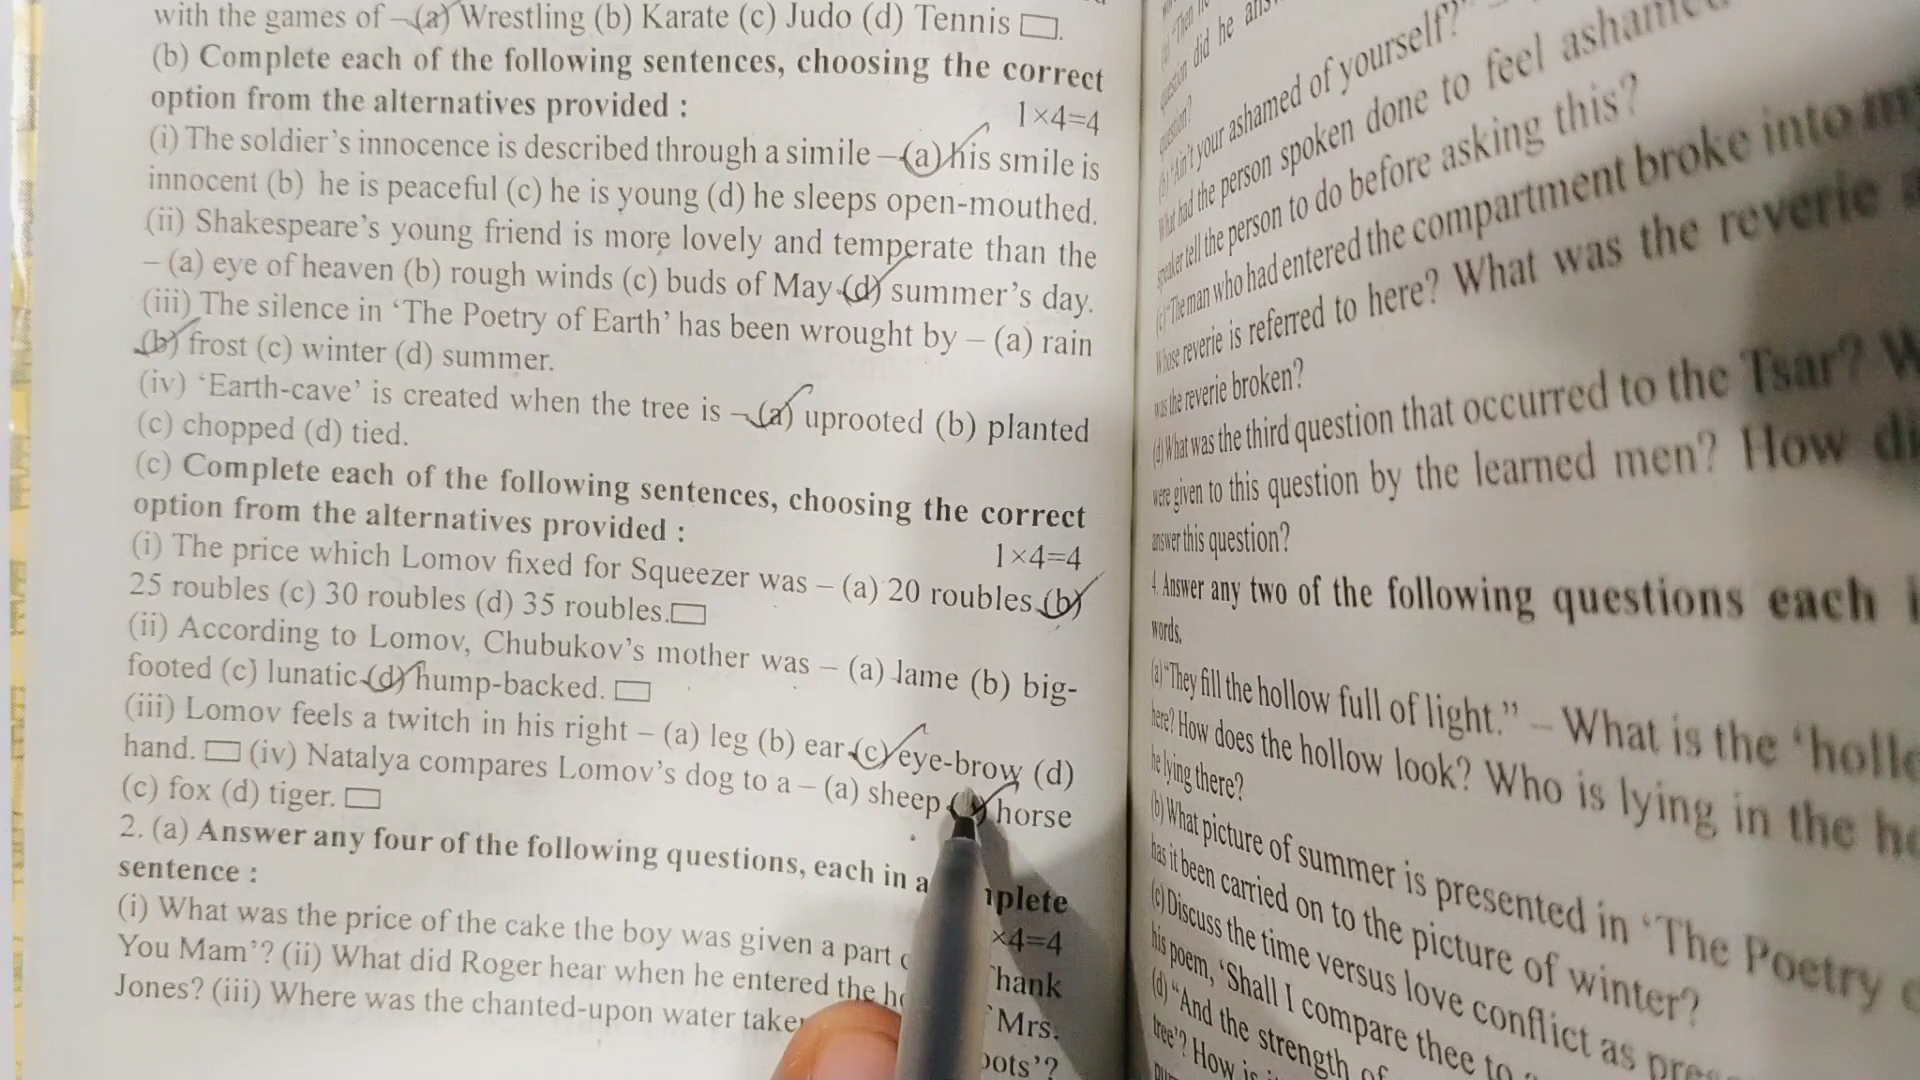 with the games of – (a) Wrestling (b) Karate (c) Judo (d) Tennis
(b) Complete each of the following sentences, choosing the correct
option from the alternatives provided :
1×4=4
(i) The soldier's innocence is described through a simile – (a) his smile is
innocent (b) he is peaceful (c) he is young (d) he sleeps open-mouthed.
(ii) Shakespeare's young friend is more lovely and temperate than the
– (a) eye of heaven (b) rough winds (c) buds of May (d) summer's day.
(iii) The silence in 'The Poetry of Earth' has been wrought by – (a) rain
(b) frost (c) winter (d) summer.
(iv) 'Earth-cave' is created when the tree is – (a) uprooted (b) planted
(c) chopped (d) tied.
(c) Complete each of the following sentences, choosing the correct
option from the alternatives provided :
1×4=4
(i) The price which Lomov fixed for Squeezer was – (a) 20 roubles (b)
25 roubles (c) 30 roubles (d) 35 roubles.
(ii) According to Lomov, Chubukov's mother was – (a) lame (b) big-
footed (c) lunatic (d) hump-backed.
(iii) Lomov feels a twitch in his right – (a) leg (b) ear (c) eye-brow (d)
hand. (iv) Natalya compares Lomov's dog to a – (a) sheep horse
(c) fox (d) tiger.
2. (a) Answer any four of the following questions, each in a
sentence :
×4=4
(i) What was the price of the cake the boy was given a part
You Mam'? (ii) What did Roger hear when he entered the Mrs.
Jones? (iii) Where was the chanted-upon water
did he
question?
(b) "Ain't your ashamed of yourself?"
What had the person spoken done to feel
speaker tell the person to do before asking this?
(c) "The man who had entered the compartment broke into
Whose reverie is referred to here? What was the reverie
was the reverie broken?
(d) What was the third question that occurred to the Tsar?
were given to this question by the learned men? How
answer this question?
4. Answer any two of the following questions each
words.
(a) "They fill the hollow full of light." – What is the
here? How does the hollow look? Who is lying in the
he lying there?
(b) What picture of summer is presented in 'The Poetry
has it been carried on to the picture of winter?
(c) Discuss the time versus love conflict as
his poem, 'Shall I compare thee to
(d) "And the strength of
tree'? How is